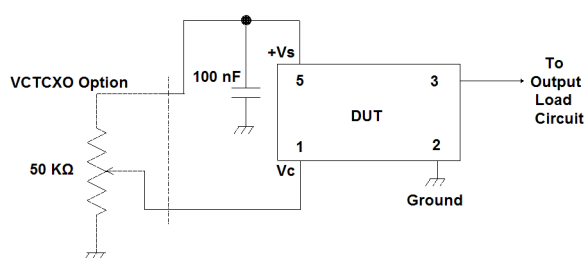 VCTCXO Option
100 nF
+Vs
5
3
DUT
1
2
Vc
Ground
50 KΩ
To
Output
Load
Circuit